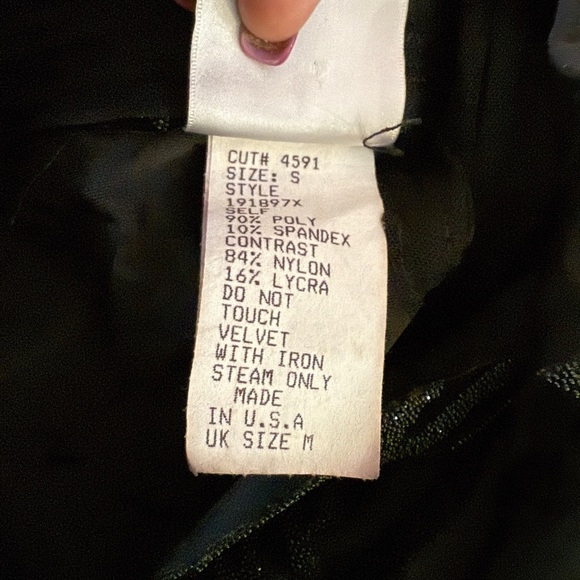 CUT# 4591
SIZE: S
STYLE
191897X
SELF
90% POLY
10% SPANDEX
CONTRAST
84% NYLON
16% LYCRA
DO NOT
TOUCH
VELVET
WITH IRON
STEAM ONLY
MADE
IN U.S.A
UK SIZE M